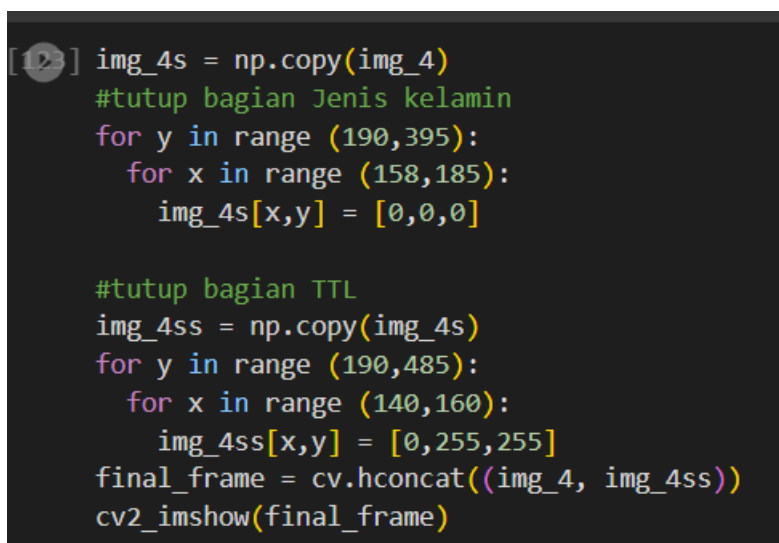 [123] img_4s = np.copy(img_4)
#tutup bagian Jenis kelamin
for y in range (190,395):
  for x in range (158,185):
    img_4s[x,y] = [0,0,0]

#tutup bagian TTL
img_4ss = np.copy(img_4s)
for y in range (190,485):
  for x in range (140,160):
    img_4ss[x,y] = [0,255,255]
final_frame = cv.hconcat((img_4, img_4ss))
cv2_imshow(final_frame)